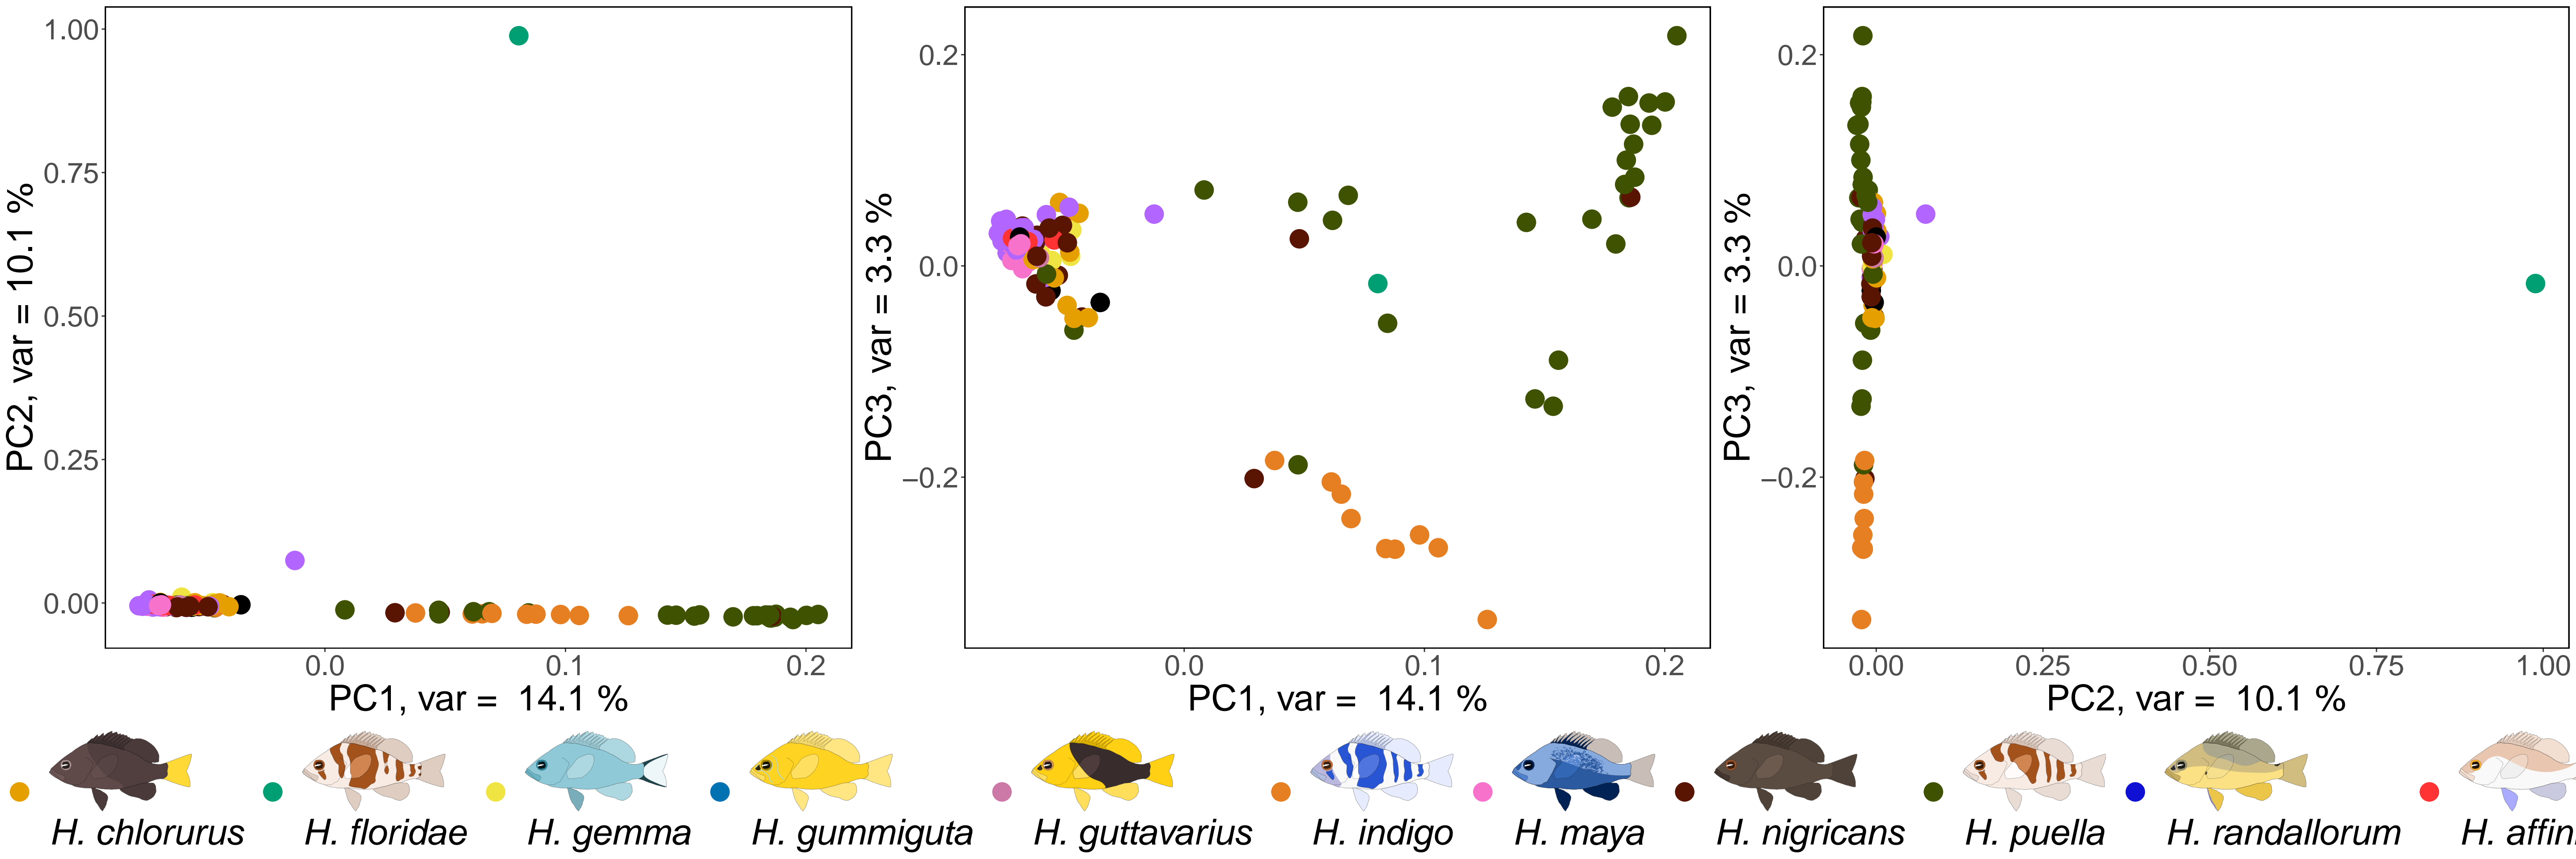 1.00
0.75
0.50
0.25
0.00
PC2, var = 10.1 %
0.0 0.1 0.2
PC1, var = 14.1 %
0.2
0.0
−0.2
PC3, var = 3.3 %
0.0 0.1 0.2
PC1, var = 14.1 %
0.2
0.0
−0.2
PC3, var = 3.3 %
0.00 0.25 0.50 0.75 1.00
PC2, var = 10.1 %
H. chlorurus H. floridae H. gemma H. gummiguta H. guttavarius H. indigo H. maya H. nigricans H. puella H. randallorum H. affin